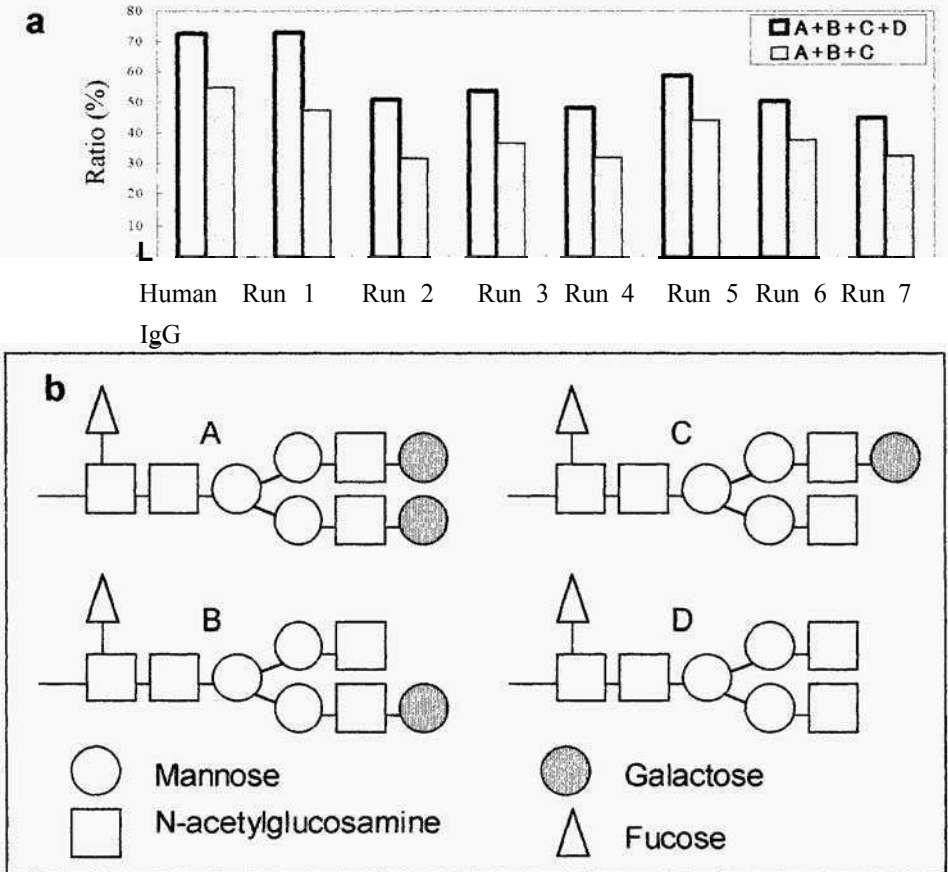 a
80
70
60
50
40
30
20
10
L
Ratio (%)
A+B+C+D
A+B+C
Human Run 1 Run 2 Run 3 Run 4 Run 5 Run 6 Run 7
IgG
b
A
C
B
D
Mannose
Galactose
N-acetylglucosamine
Fucose